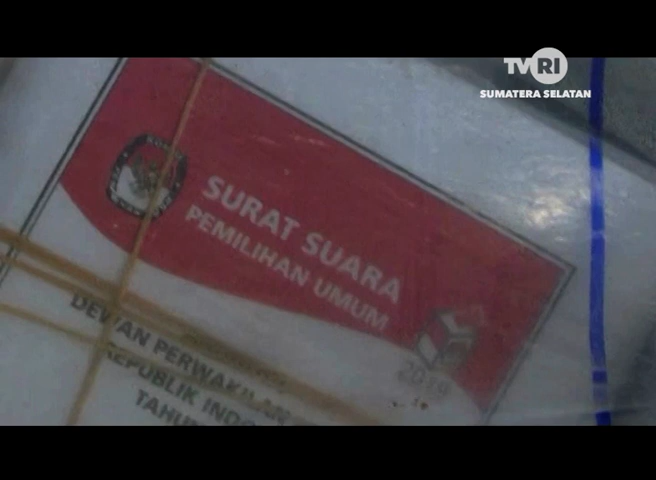 TVRI
SUMATERA SELATAN
SURAT SUARA
PEMILIHAN UMUM
2019
DEWAN PERWAKILAN
REPUBLIK INDO
TAHU